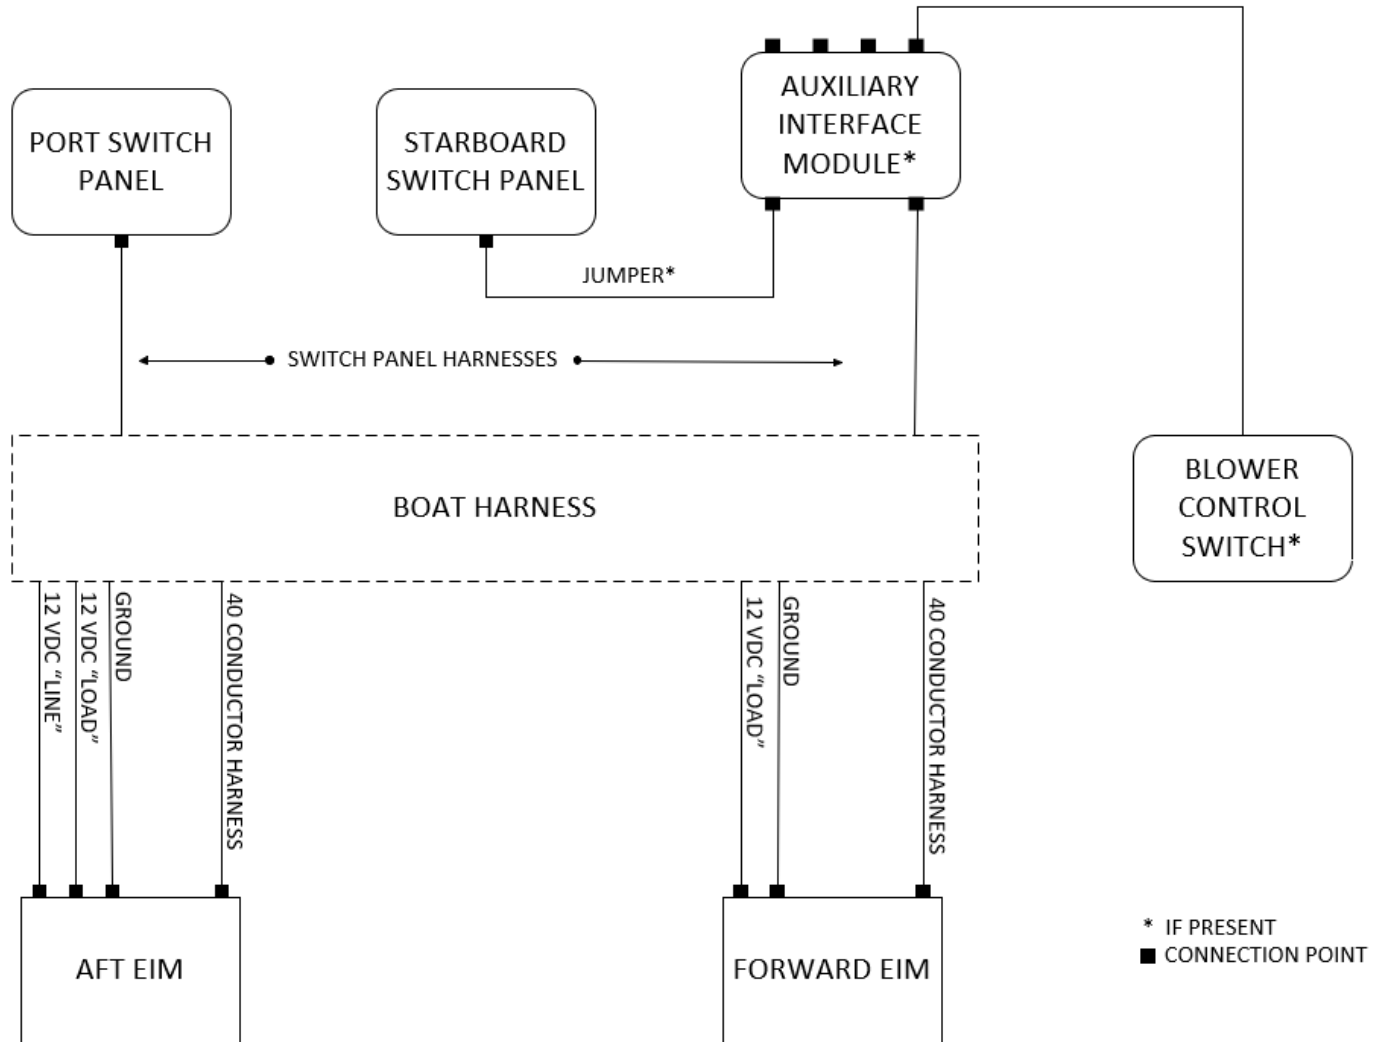 PORT SWITCH
PANEL
STARBOARD
SWITCH PANEL
AUXILIARY
INTERFACE
MODULE*
JUMPER*
SWITCH PANEL HARNESSES
BOAT HARNESS
BLOWER
CONTROL
SWITCH*
12 VDC “LINE”
12 VDC “LOAD”
GROUND
40 CONDUCTOR HARNESS
12 VDC “LOAD”
GROUND
40 CONDUCTOR HARNESS
AFT EIM
FORWARD EIM
* IF PRESENT
CONNECTION POINT